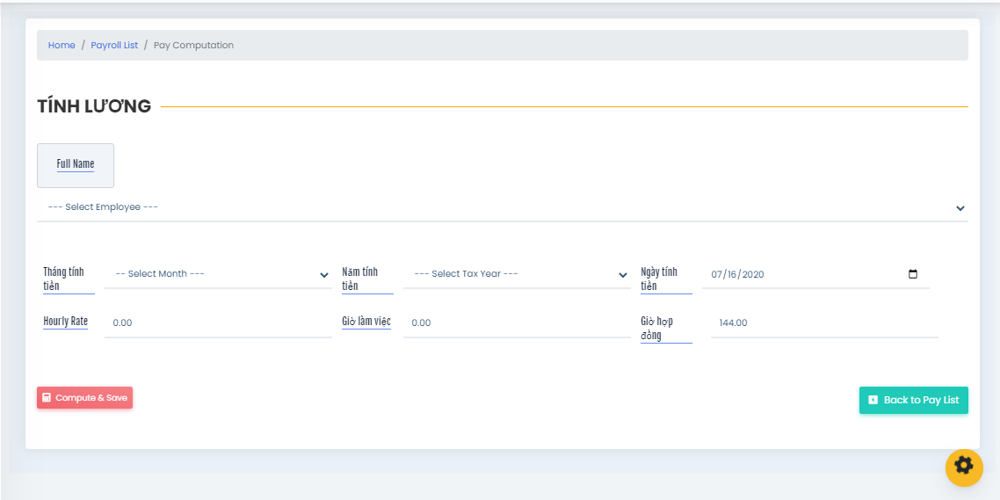 Home / Payroll List / Pay Computation
TÍNH LƯƠNG
Full Name
--- Select Employee ---
Tháng tính tiền
-- Select Month ---
Năm tính tiền
--- Select Tax Year ---
Ngày tính tiền
07/16/2020
Hourly Rate
0.00
Giờ làm việc
0.00
Giờ hợp đồng
144.00
Compute & Save
Back to Pay List